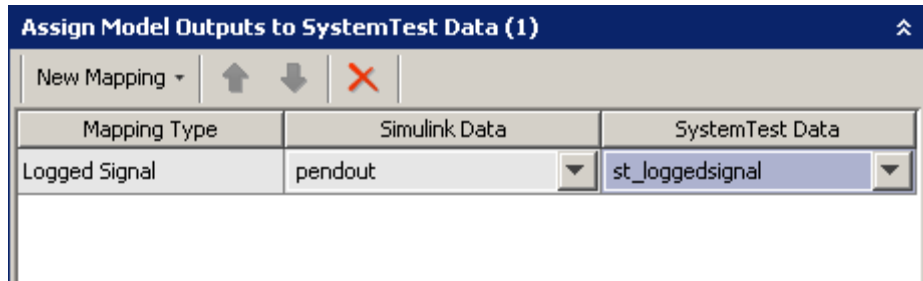 Assign Model Outputs to SystemTest Data (1)
New Mapping
Mapping Type Simulink Data SystemTest Data
Logged Signal pendout st_loggedsignal